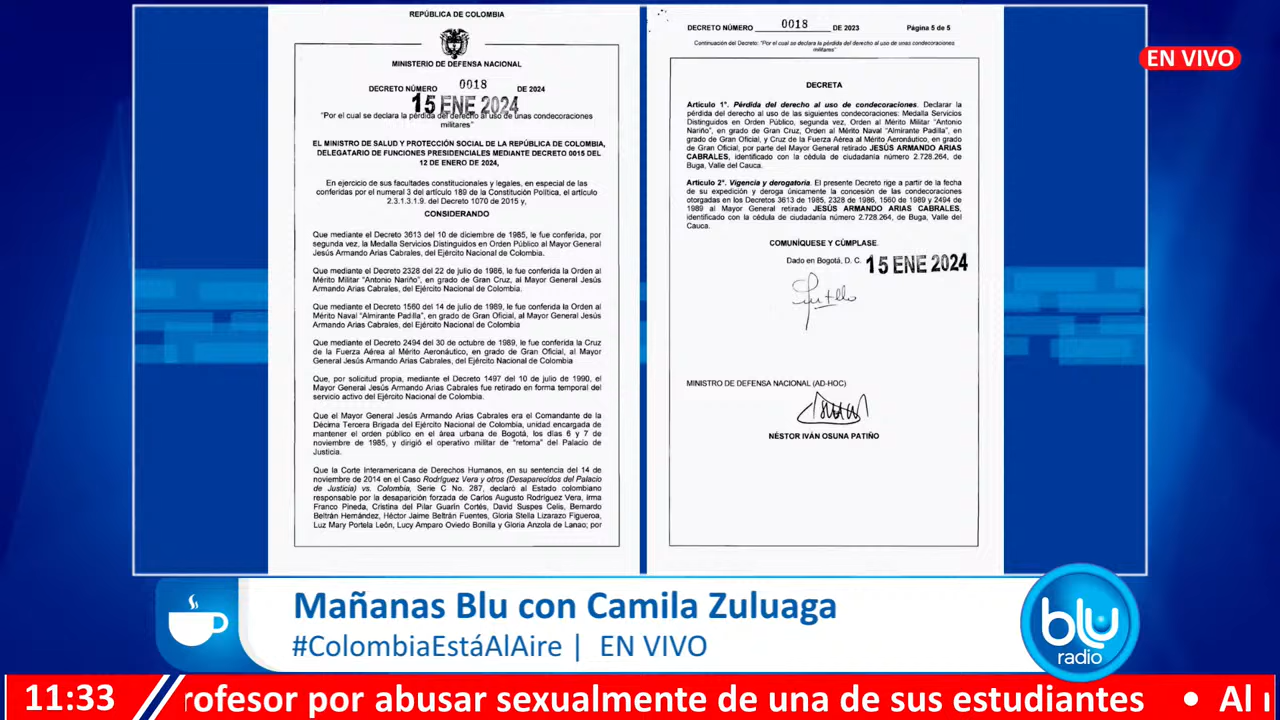 REPÚBLICA DE COLOMBIA
MINISTERIO DE DEFENSA NACIONAL
DECRETO NÚMERO 0018 DE 2024
15 ENE 2024
"Por el cual se declara la pérdida del derecho al uso de unas condecoraciones
militares"
EL MINISTRO DE SALUD Y PROTECCIÓN SOCIAL DE LA REPÚBLICA DE COLOMBIA,
DELEGATARIO DE FUNCIONES PRESIDENCIALES MEDIANTE DECRETO 0015 DEL
12 DE ENERO DE 2024,
En ejercicio de sus facultades constitucionales y legales, en especial de las
conferidas por el numeral 3 del artículo 189 de la Constitución Política, el artículo
2.3.1.3.1.9. del Decreto 1070 de 2015 y,
CONSIDERANDO
Que mediante el Decreto 3613 del 10 de diciembre de 1985, le fue conferida, por
segunda vez, la Medalla Servicios Distinguidos en Orden Público al Mayor General
Jesús Armando Arias Cabrales, del Ejército Nacional de Colombia.
Que mediante el Decreto 2328 del 22 de julio de 1986, le fue conferida la Orden al
Mérito Militar "Antonio Nariño", en grado de Gran Cruz, al Mayor General Jesús
Armando Arias Cabrales, del Ejército Nacional de Colombia.
Que mediante el Decreto 1560 del 14 de julio de 1989, le fue conferida la Orden al
Mérito Naval "Almirante Padilla", en grado de Gran Oficial, al Mayor General Jesús
Armando Arias Cabrales, del Ejército Nacional de Colombia
Que mediante el Decreto 2494 del 30 de octubre de 1989, le fue conferida la Cruz
de la Fuerza Aérea al Mérito Aeronáutico, en grado de Gran Oficial, al Mayor
General Jesús Armando Arias Cabrales, del Ejército Nacional de Colombia
Que, por solicitud propia, mediante el Decreto 1497 del 10 de julio de 1990, el
Mayor General Jesús Armando Arias Cabrales fue retirado en forma temporal del
servicio activo del Ejército Nacional de Colombia.
Que el Mayor General Jesús Armando Arias Cabrales era el Comandante de la
Décima Tercera Brigada del Ejército Nacional de Colombia, unidad encargada de
mantener el orden público en el área urbana de Bogotá, los días 6 y 7 de
noviembre de 1985, y dirigió el operativo militar de "retoma" del Palacio de
Justicia.
Que la Corte Interamericana de Derechos Humanos, en su sentencia del 14 de
noviembre de 2014 en el Caso Rodríguez Vera y otros (Desaparecidos del Palacio
de Justicia) vs. Colombia, Serie C No. 287, declaró al Estado colombiano
responsable por la desaparición forzada de Carlos Augusto Rodríguez Vera, Irma
Franco Pineda, Cristina del Pilar Guarín Cortés, David Suspes Celis, Bernardo
Beltrán Hernández, Héctor Jaime Beltrán Fuentes, Gloria Stella Lizarazo Figueroa,
Luz Mary Portela León, Lucy Amparo Oviedo Bonilla y Gloria Anzola de Lanao; por
DECRETO NÚMERO 0018 DE 2023 Página 5 de 5
Continuación del Decreto: "Por el cual se declara la pérdida del derecho al uso de unas condecoraciones
militares"
DECRETA
Artículo 1°. Pérdida del derecho al uso de condecoraciones. Declarar la
pérdida del derecho al uso de las siguientes condecoraciones: Medalla Servicios
Distinguidos en Orden Público, segunda vez, Orden al Mérito Militar "Antonio
Nariño", en grado de Gran Cruz, Orden al Mérito Naval "Almirante Padilla", en
grado de Gran Oficial, y Cruz de la Fuerza Aérea al Mérito Aeronáutico, en grado
de Gran Oficial, por parte del Mayor General retirado JESÚS ARMANDO ARIAS
CABRALES, identificado con la cédula de ciudadanía número 2.728.264, de
Buga, Valle del Cauca.
Artículo 2°. Vigencia y derogatoria. El presente Decreto rige a partir de la fecha
de su expedición y deroga únicamente la concesión de las condecoraciones
otorgadas en los Decretos 3613 de 1985, 2328 de 1986, 1560 de 1989 y 2494 de
1989 al Mayor General retirado JESÚS ARMANDO ARIAS CABRALES,
identificado con la cédula de ciudadanía número 2.728.264, de Buga, Valle del
Cauca.
COMUNÍQUESE Y CÚMPLASE.
Dado en Bogotá, D. C. 15 ENE 2024
MINISTRO DE DEFENSA NACIONAL (AD-HOC)
NÉSTOR IVÁN OSUNA PATIÑO
EN VIVO
Mañanas Blu con Camila Zuluaga
#ColombiaEstáAlAire | EN VIVO
blu
radio
11:33 rofesor por abusar sexualmente de una de sus estudiantes • Al